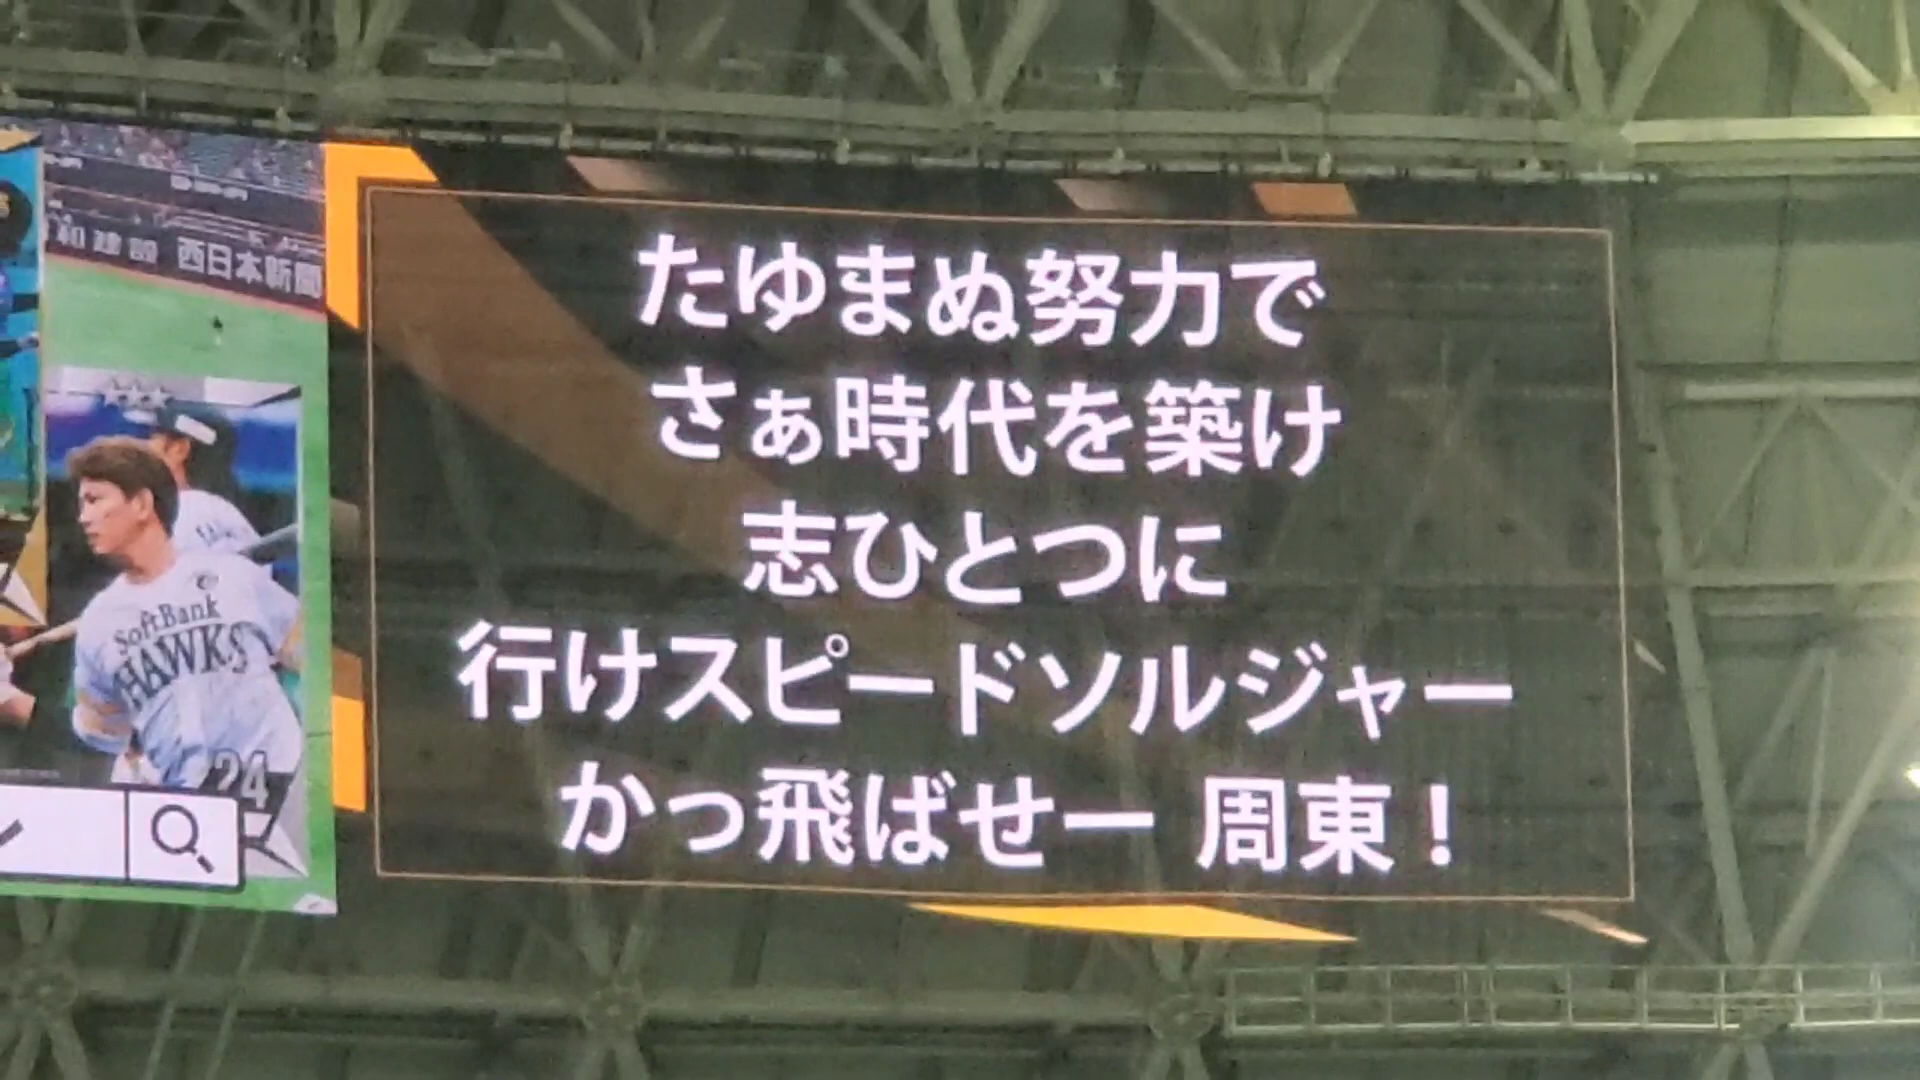 西日本新聞
たゆまぬ努力で
さぁ時代を築け
志ひとつに
行けスピードソルジャー
かっ飛ばせー 周東！
SoftBank
HAWKS
24